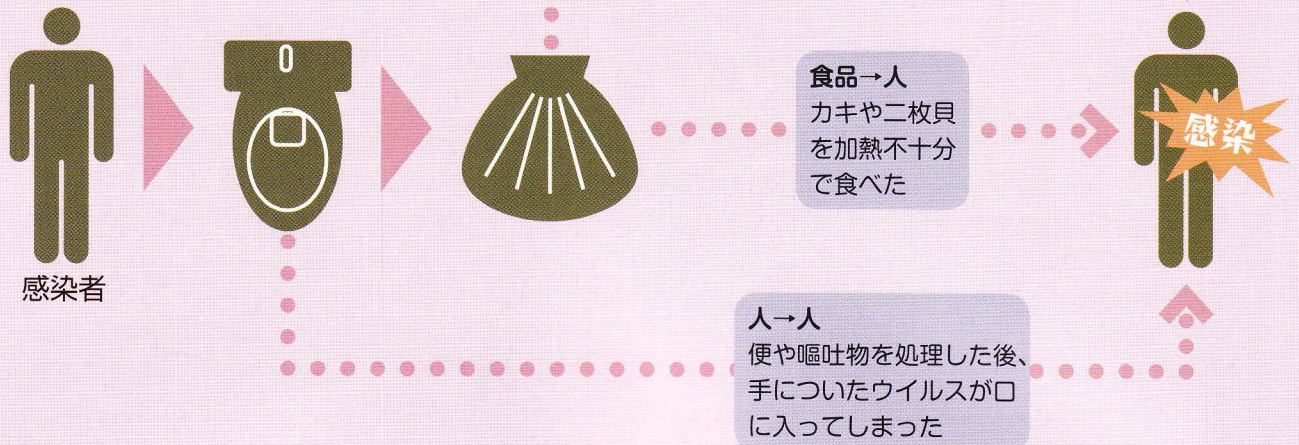 食品→人
カキや二枚貝
を加熱不十分
で食べた
感染
感染者
人→人
便や嘔吐物を処理した後、
手についたウイルスが口
に入ってしまった